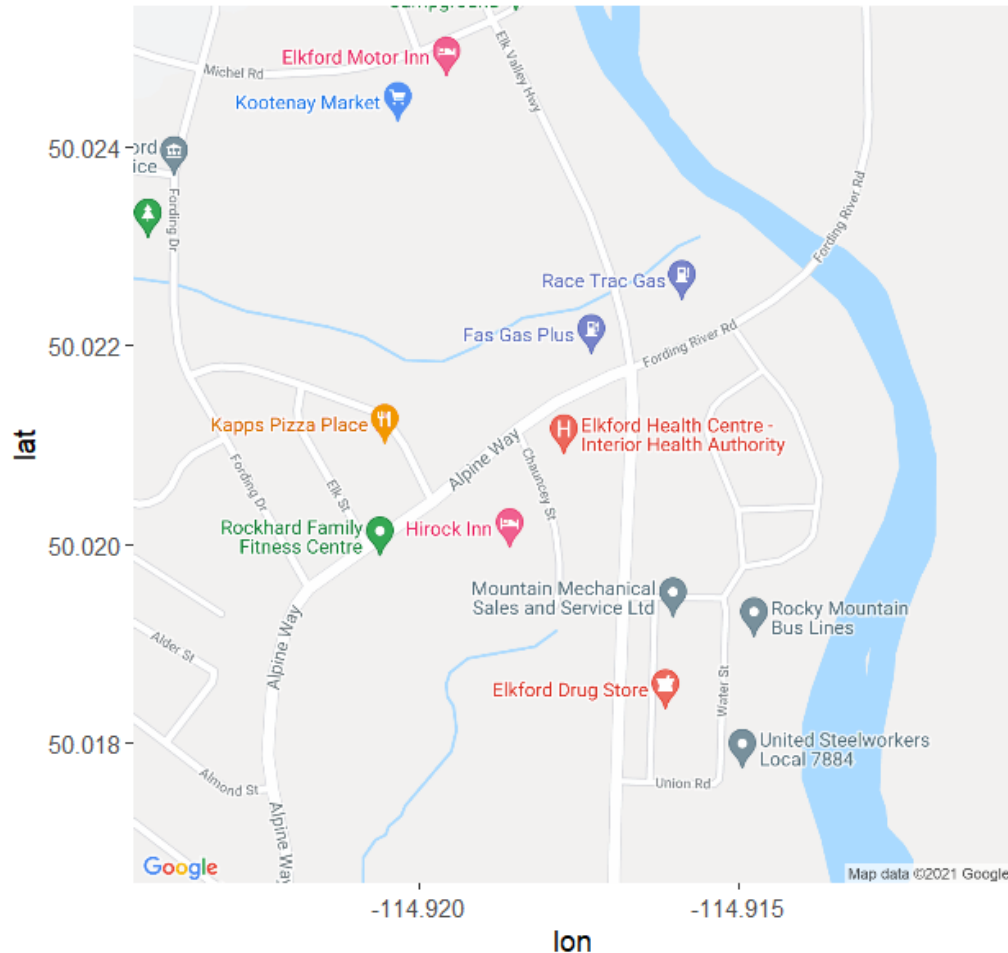 Campground
Elkford Motor Inn
Elk Valley Hwy
Michel Rd
Kootenay Market
50.024
ord
ice
Fording Dr
Fording River Rd
Race Trac Gas
Fas Gas Plus
50.022
Fording River Rd
Kapps Pizza Place
Elkford Health Centre -
Interior Health Authority
H
Alpine Way
Chauncey St
Fording Dr
Elk St
Rockhard Family
Fitness Centre
Hirock Inn
50.020
Mountain Mechanical
Sales and Service Ltd
Rocky Mountain
Bus Lines
Alpine Way
Alder St
Elkford Drug Store
Water St
50.018
United Steelworkers
Local 7884
Almond St
Union Rd
Alpine Way
Google
Map data ©2021 Google
-114.920
-114.915
lat
lon